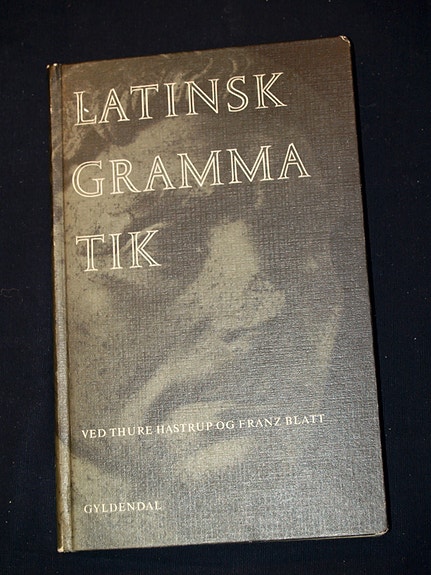 LATINSK
GRAMMA
TIK
VED THURE HASTRUP OG FRANZ BLATT
GYLDENDAL